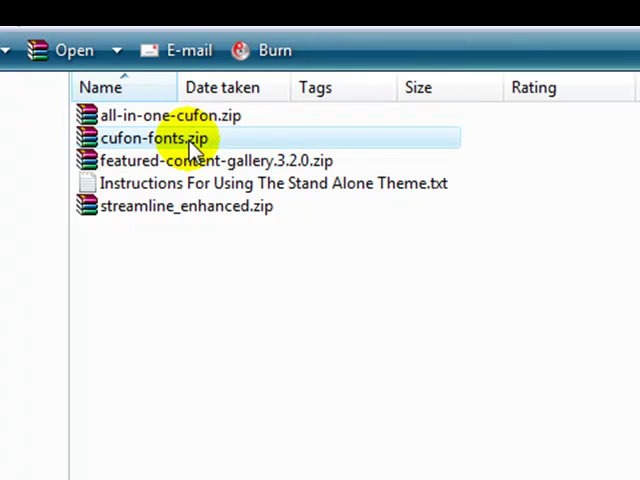 Open E-mail Burn
Name Date taken Tags Size Rating
all-in-one-cufon.zip
cufon-fonts.zip
featured-content-gallery.3.2.0.zip
Instructions For Using The Stand Alone Theme.txt
streamline_enhanced.zip